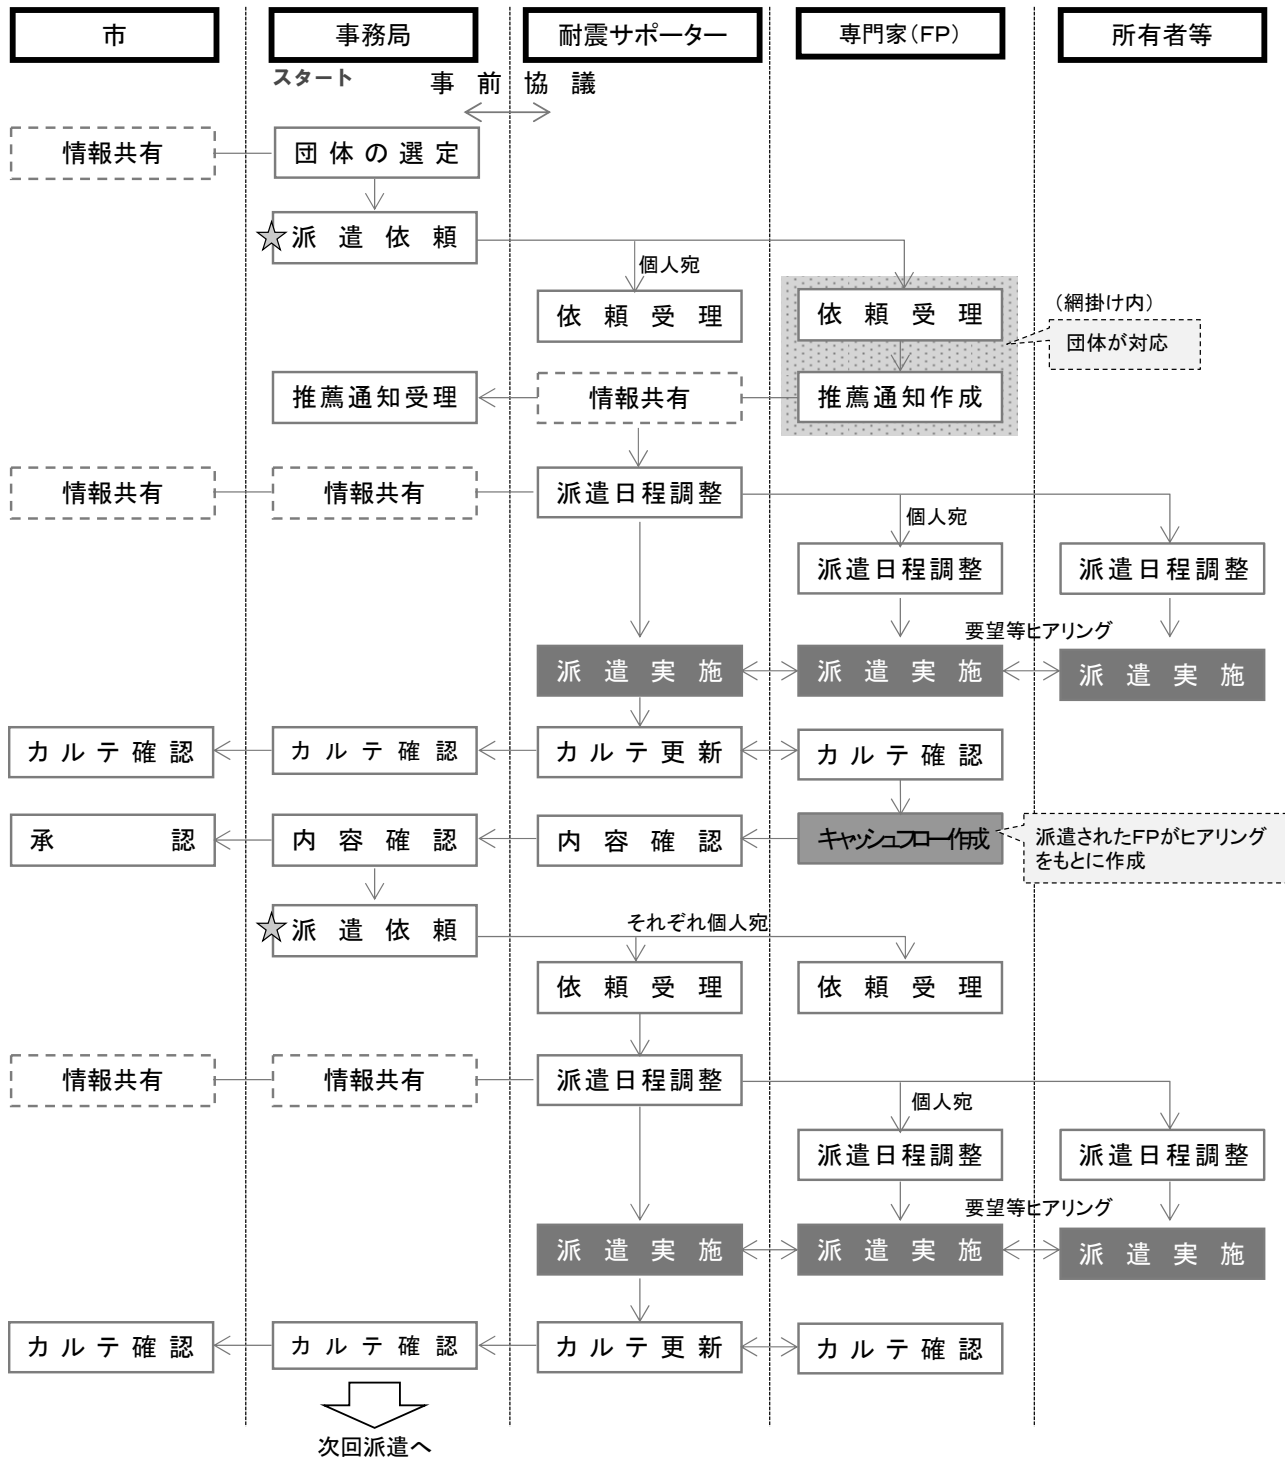 市
事務局
耐震サポーター
専門家(FP)
所有者等
スタート
事前協議
情報共有
団体の選定
派遣依頼
個人宛
依頼受理
依頼受理
(網掛け内)
団体が対応
推薦通知受理
情報共有
推薦通知作成
情報共有
情報共有
派遣日程調整
個人宛
派遣日程調整
派遣日程調整
要望等ヒアリング
派遣実施
派遣実施
派遣実施
カルテ確認
カルテ確認
カルテ更新
カルテ確認
承認
内容確認
内容確認
キャッシュフロー作成
派遣されたFPがヒアリング
をもとに作成
派遣依頼
それぞれ個人宛
依頼受理
依頼受理
情報共有
情報共有
派遣日程調整
個人宛
派遣日程調整
派遣日程調整
要望等ヒアリング
派遣実施
派遣実施
派遣実施
カルテ確認
カルテ確認
カルテ更新
カルテ確認
次回派遣へ